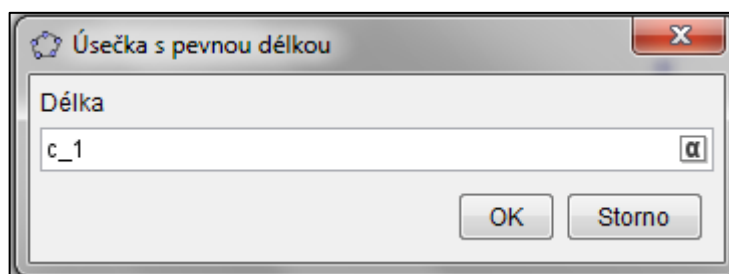 Úsečka s pevnou délkou
Délka
c_1
α
OK
Storno